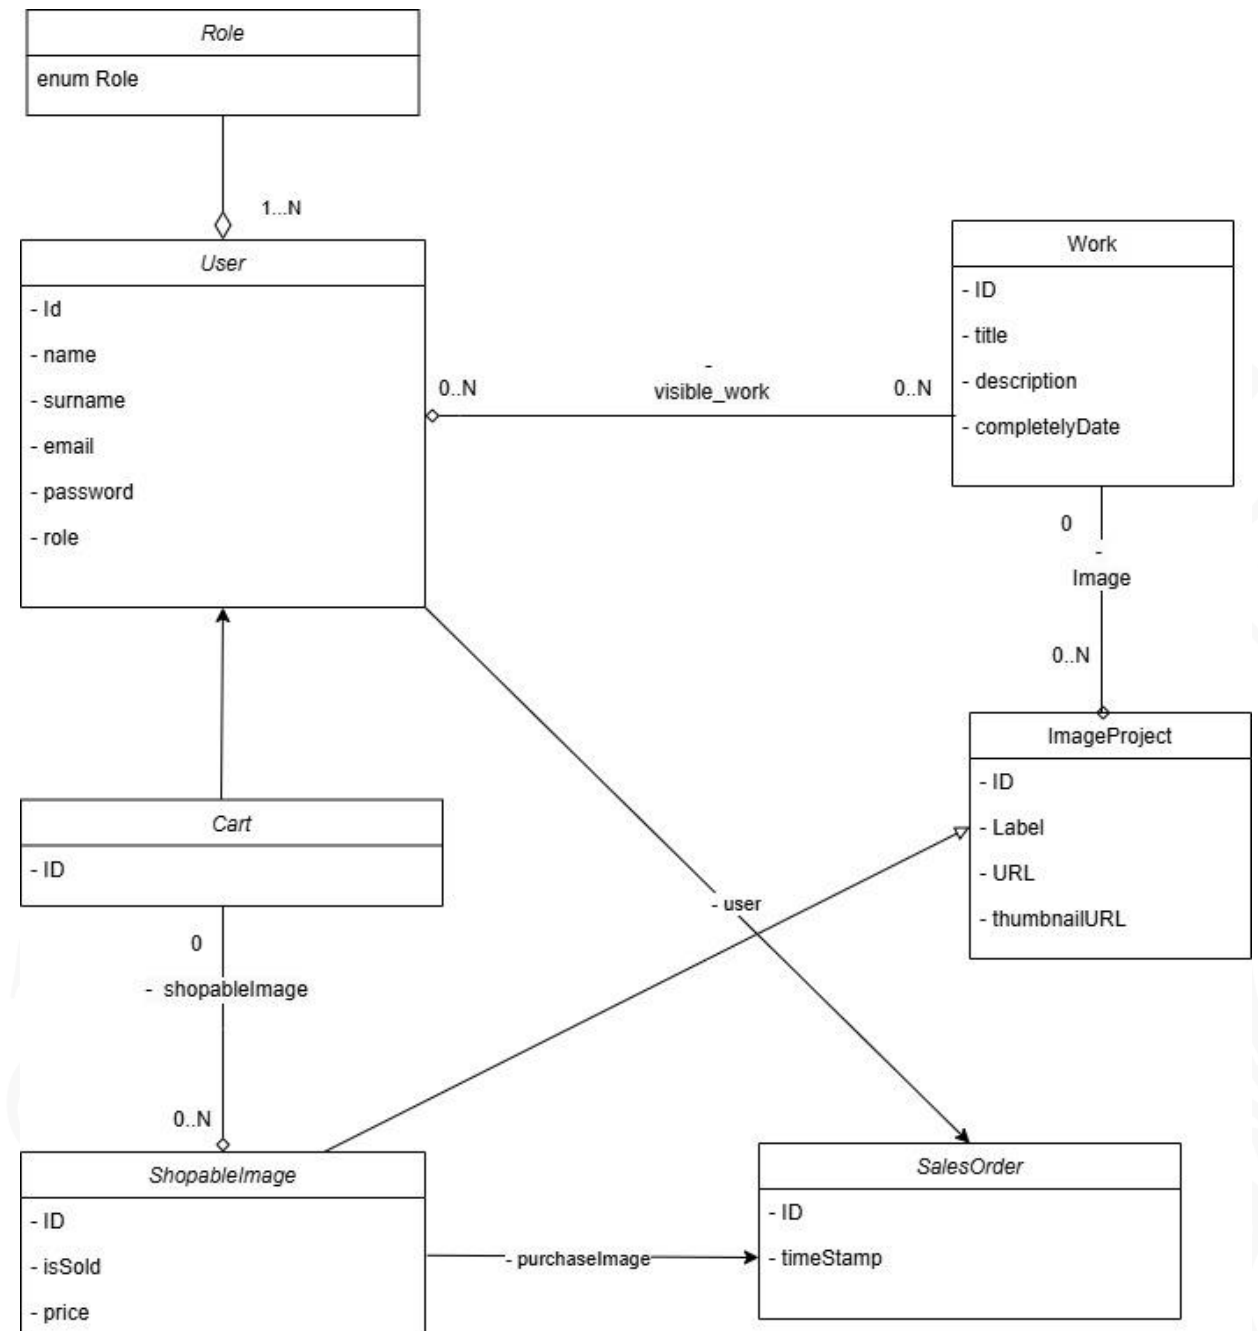 Role
enum Role
1...N
User
- Id
- name
- surname
- email
- password
- role
0..N
-
visible_work
0..N
Work
- ID
- title
- description
- completelyDate
0
-
Image
0..N
ImageProject
- ID
- Label
- URL
- thumbnailURL
Cart
- ID
0
- shopableImage
0..N
- user
ShopableImage
- ID
- isSold
- price
- purchaseImage
SalesOrder
- ID
- timeStamp